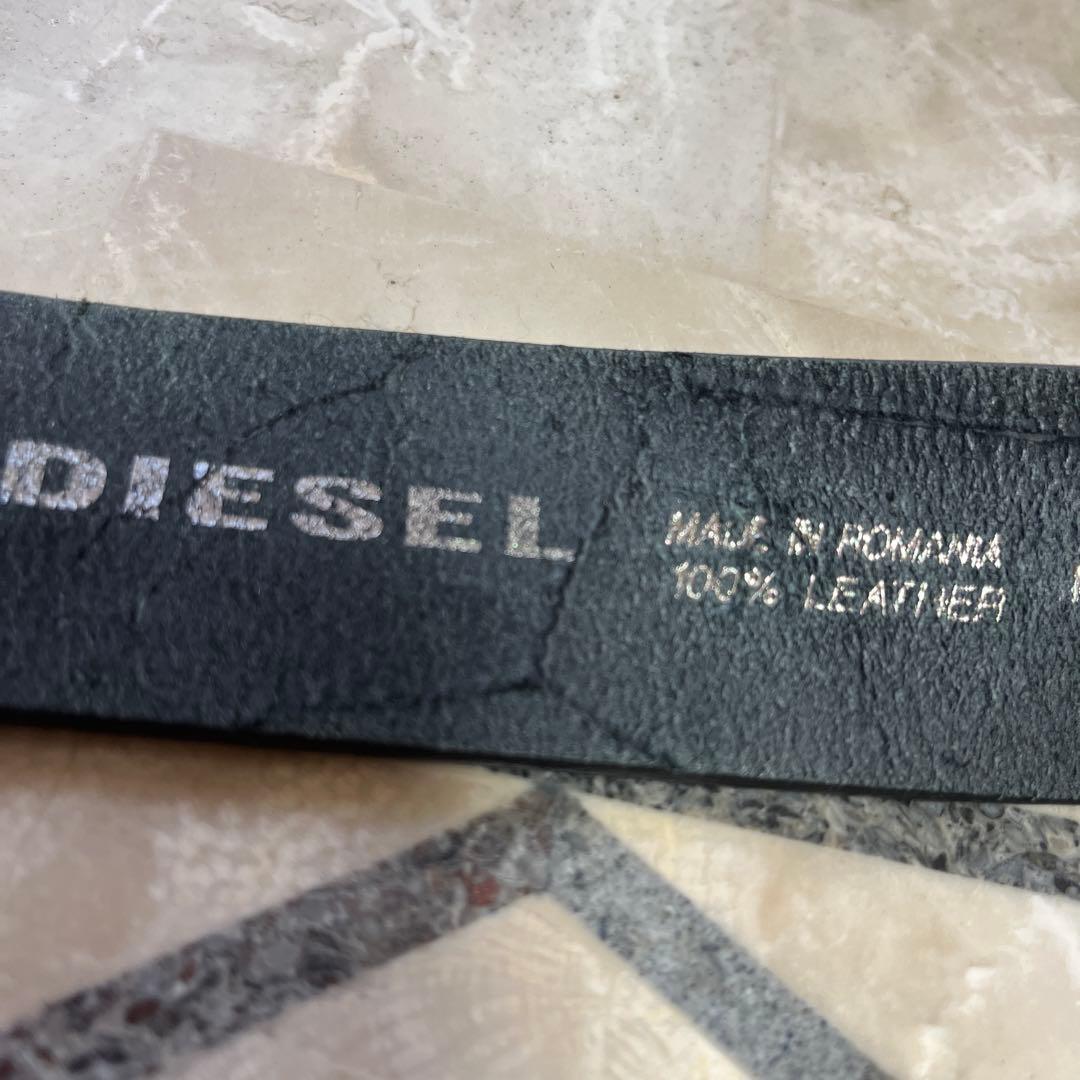 DIESEL
MADE IN ROMANIA
100% LEATHER